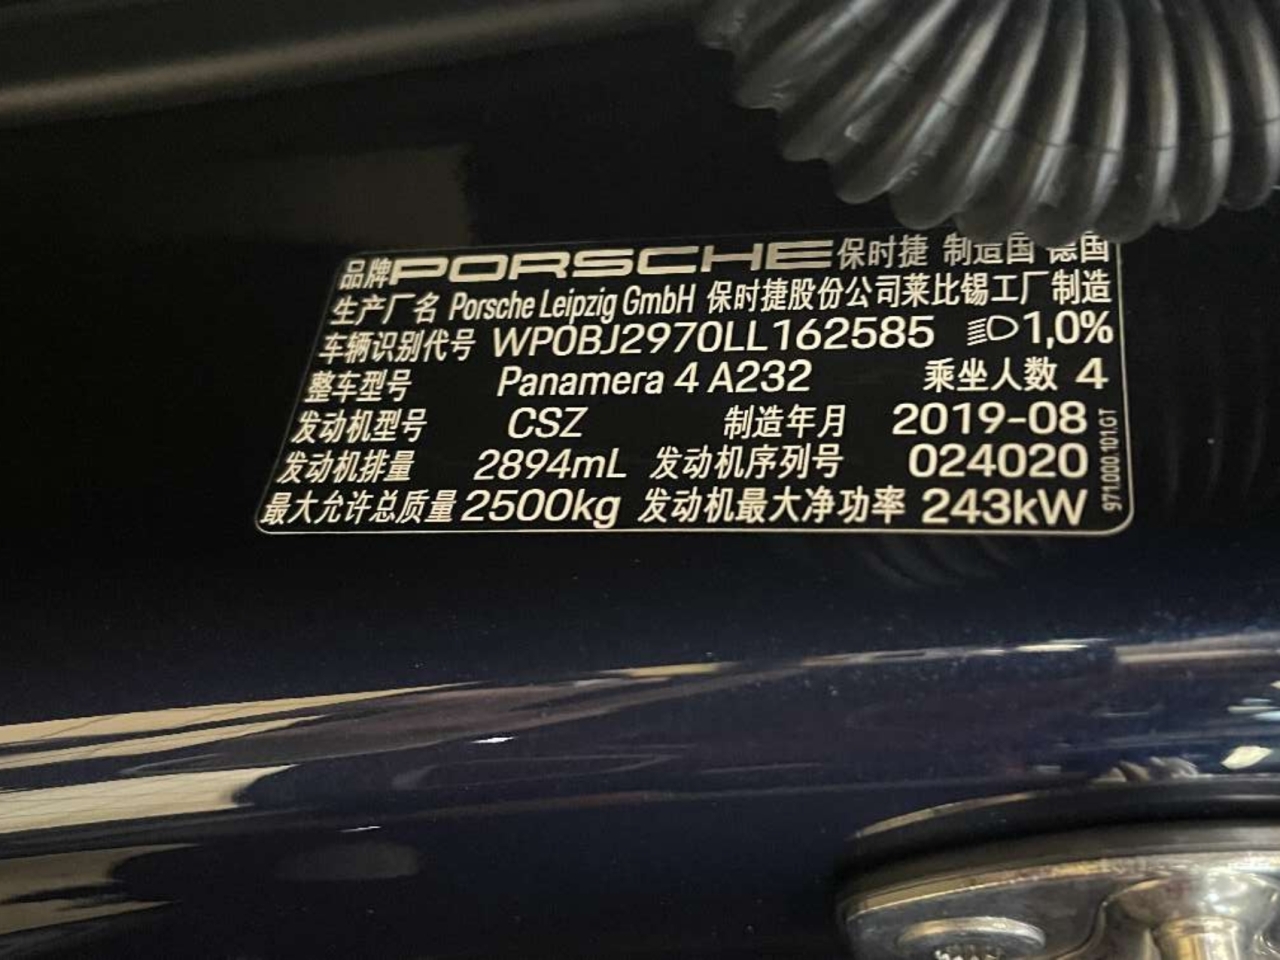 品牌PORSCHE保时捷 制造国 德国
生产厂名 Porsche Leipzig GmbH 保时捷股份公司莱比锡工厂制造
车辆识别代号 WP0BJ2970LL162585 1,0%
整车型号 Panamera 4 A232 乘坐人数 4
发动机型号 CSZ 制造年月 2019-08
发动机排量 2894mL 发动机序列号 024020
最大允许总质量 2500kg 发动机最大净功率 243kW
971.000.101.GT